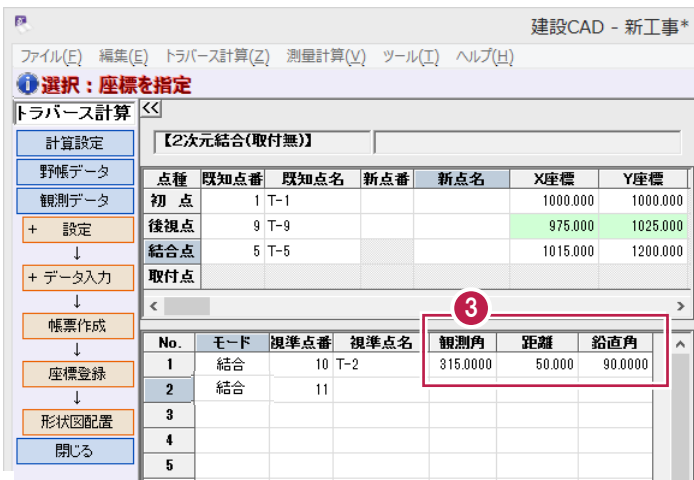 建設CAD - 新工事*
ファイル(F) 編集(E) トラバース計算(Z) 測量計算(V) ツール(T) ヘルプ(H)
選択：座標を指定
トラバース計算 <<
計算設定
野帳データ
観測データ
+ 設定
↓
+ データ入力
↓
帳票作成
↓
座標登録
↓
形状図配置
閉じる
【2次元結合(取付無)】
点種 既知点番 既知点名 新点番 新点名 X座標 Y座標
初 点 1 T-1 1000.000 1000.000
後視点 9 T-9 975.000 1025.000
結合点 5 T-5 1015.000 1200.000
取付点
3
No. モード 視準点番 視準点名 観測角 距離 鉛直角
1 結合 10 T-2 315.0000 50.000 90.0000
2 結合 11
3
4
5